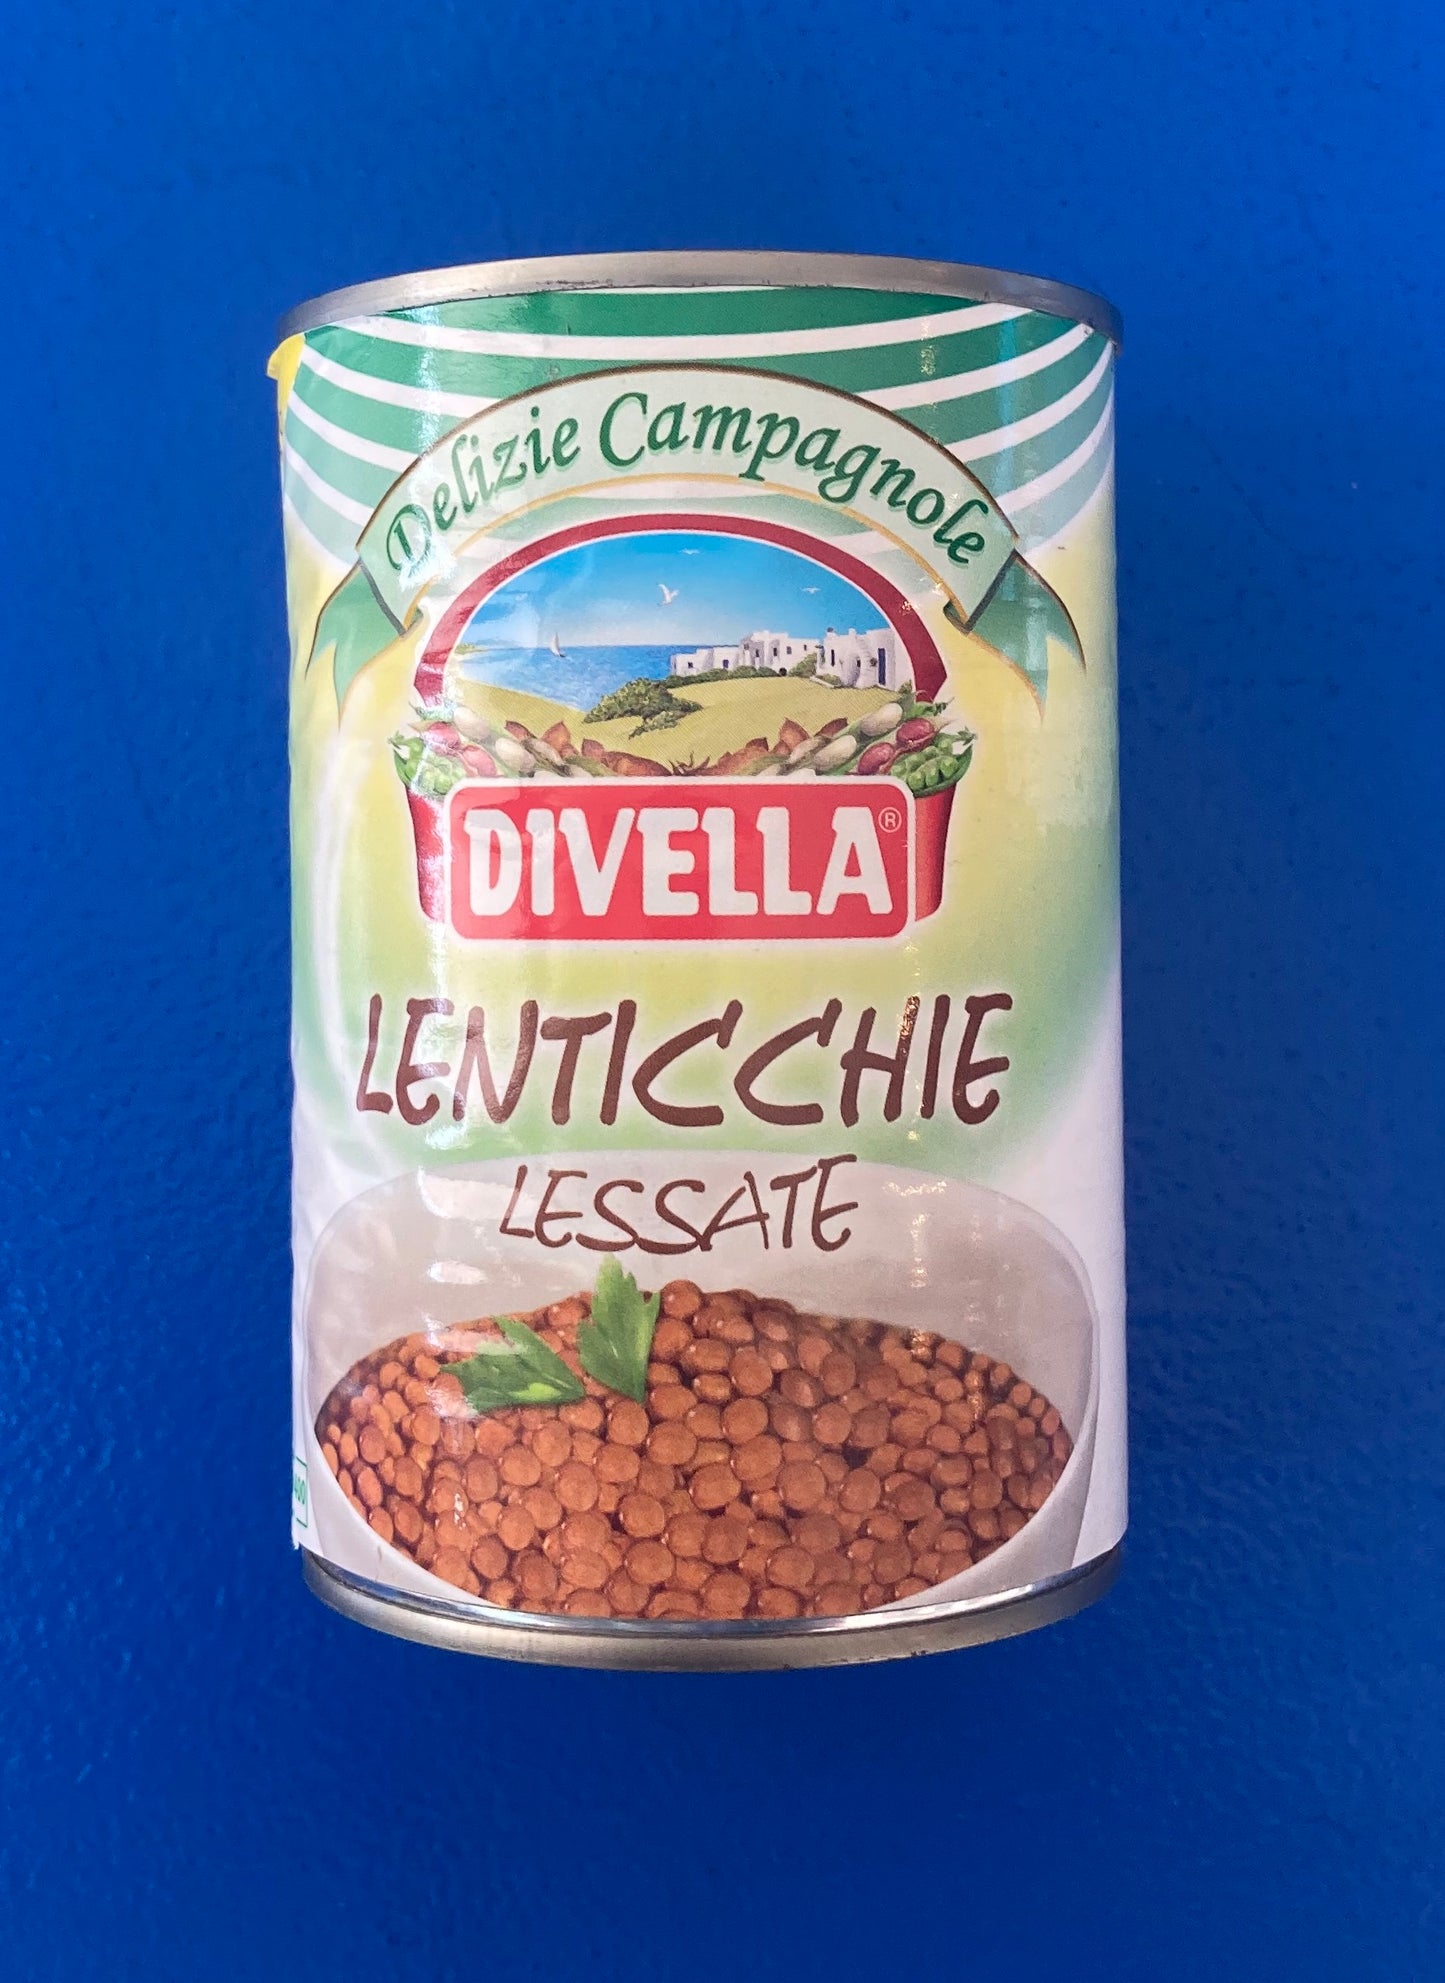 Delizie Campagnole
DIVELLA®
LENTICCHIE
LESSATE